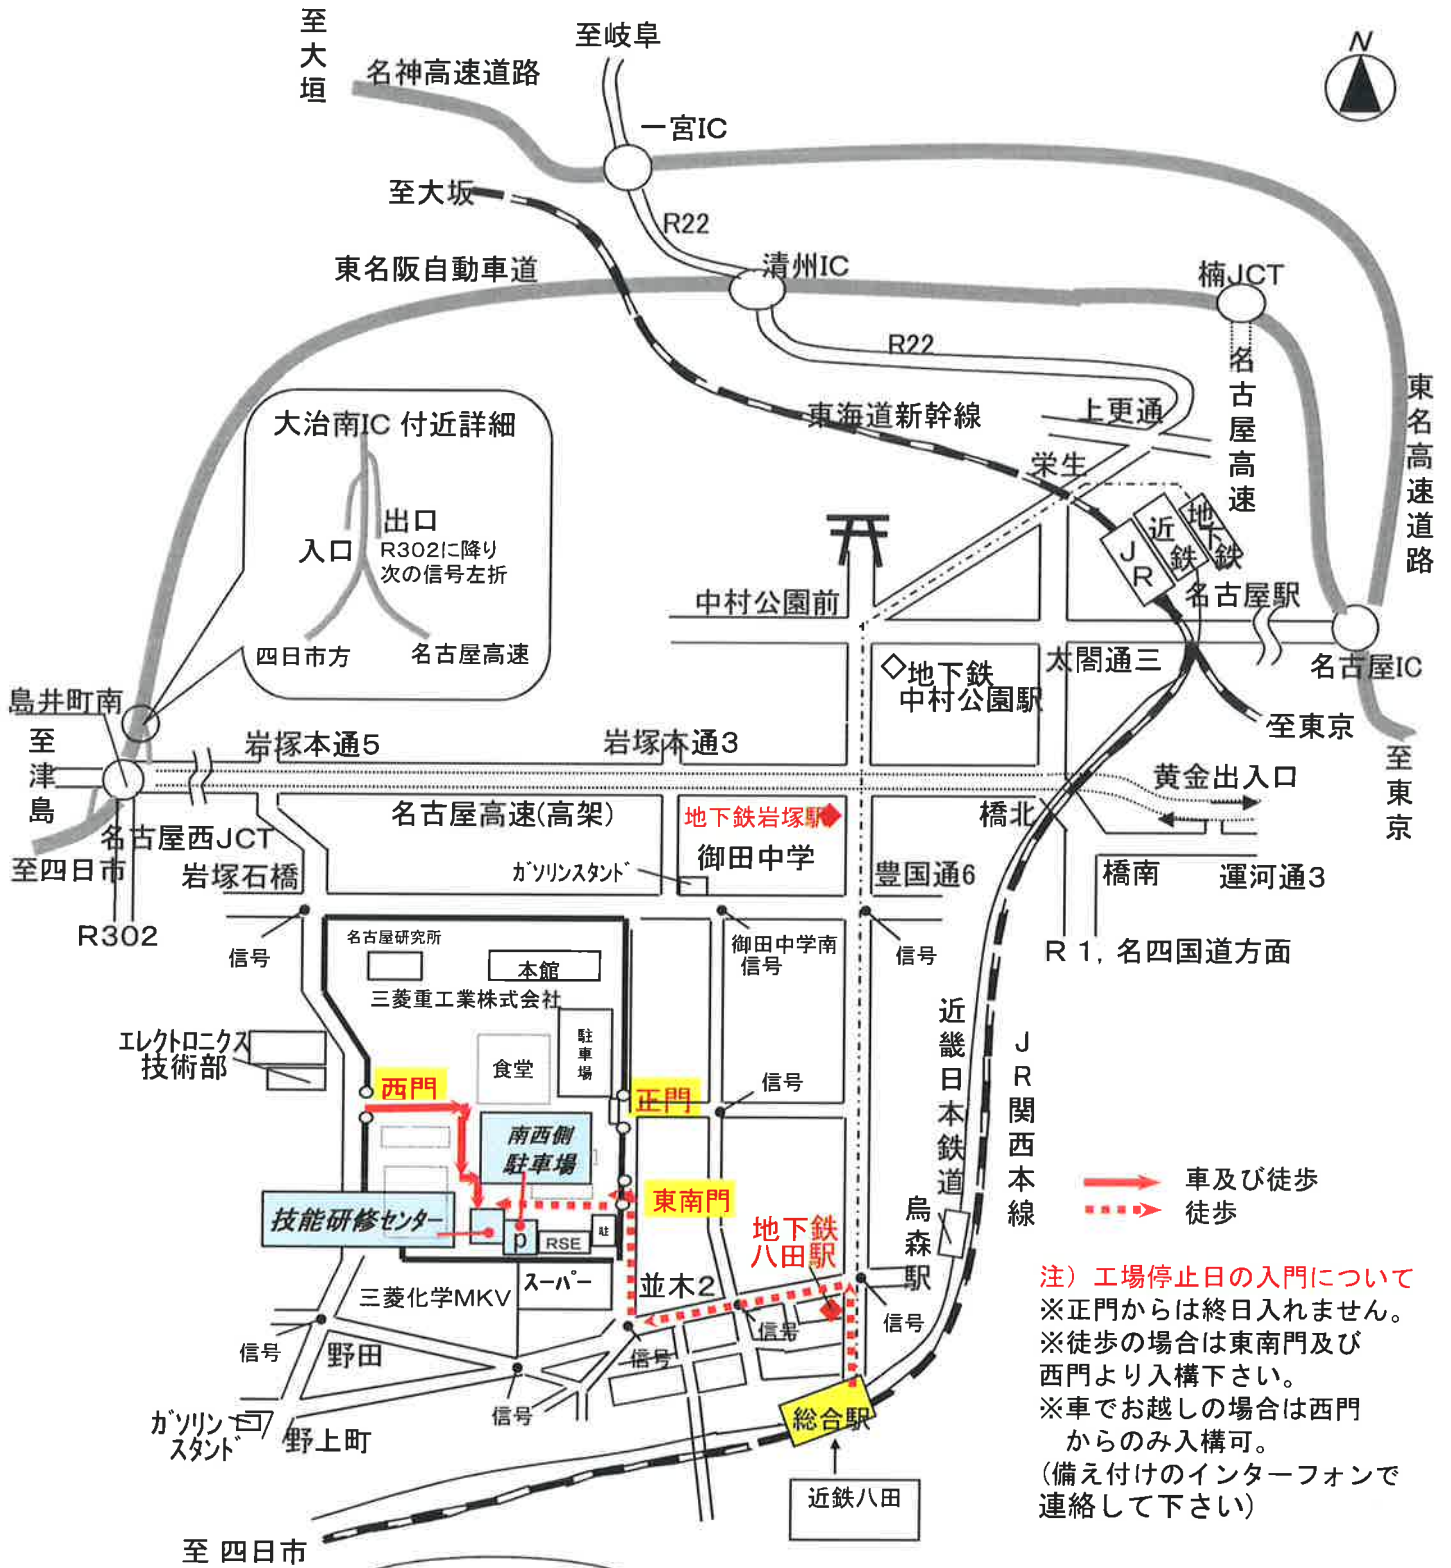 至大垣
至岐阜
N
名神高速道路
一宮IC
至大坂
R22
東名阪自動車道
清州IC
楠JCT
R22
名古屋高速
東名高速道路
大治南IC 付近詳細
東海道新幹線
上更通
栄生
出口
入口
R302に降り
次の信号左折
JR
近鉄
地下鉄
名古屋駅
中村公園前
四日市方
名古屋高速
太閤通三
名古屋IC
地下鉄
中村公園駅
島井町南
至東京
至津島
岩塚本通5
岩塚本通3
至東京
黄金出入口
名古屋高速(高架)
地下鉄岩塚駅
橋北
名古屋西JCT
御田中学
至四日市
岩塚石橋
ガソリンスタンド
豊国通6
橋南
運河通3
R302
信号
名古屋研究所
御田中学南
信号
信号
R 1, 名四国道方面
本館
三菱重工業株式会社
近畿日本鉄道
JR関西本線
エレクトロニクス
技術部
食堂
駐車場
信号
西門
正門
南西側
駐車場
東南門
車及び徒歩
徒歩
技能研修センター
p
RSE
駐
地下鉄
八田駅
烏森駅
スーパー
並木2
三菱化学MKV
注）工場停止日の入門について
※正門からは終日入れません。
※徒歩の場合は東南門及び
西門より入構下さい。
※車でお越しの場合は西門
からのみ入構可。
(備え付けのインターフォンで
連絡して下さい)
信号
野田
信号
信号
信号
信号
ガソリン
スタンド
野上町
総合駅
近鉄八田
至 四日市